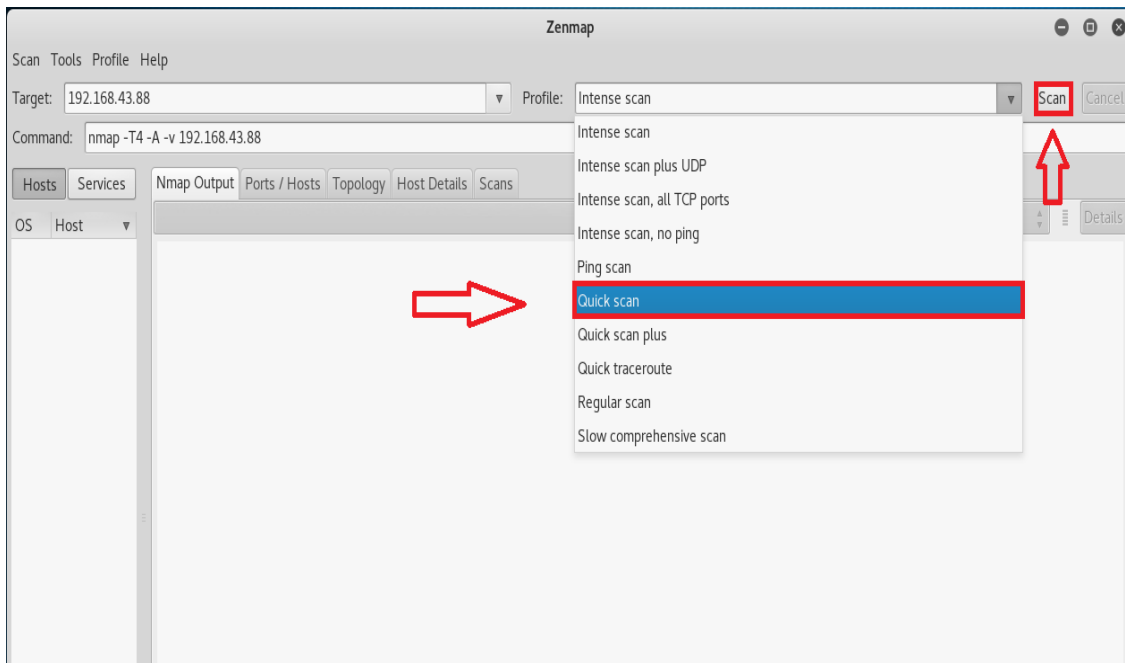 Zenmap
Scan Tools Profile Help
Target: 192.168.43.88 Profile: Intense scan Scan Cancel
Command: nmap -T4 -A -v 192.168.43.88
Intense scan
Intense scan plus UDP
Intense scan, all TCP ports
Intense scan, no ping
Ping scan
Quick scan
Quick scan plus
Quick traceroute
Regular scan
Slow comprehensive scan
Hosts Services Nmap Output Ports / Hosts Topology Host Details Scans
OS Host Details